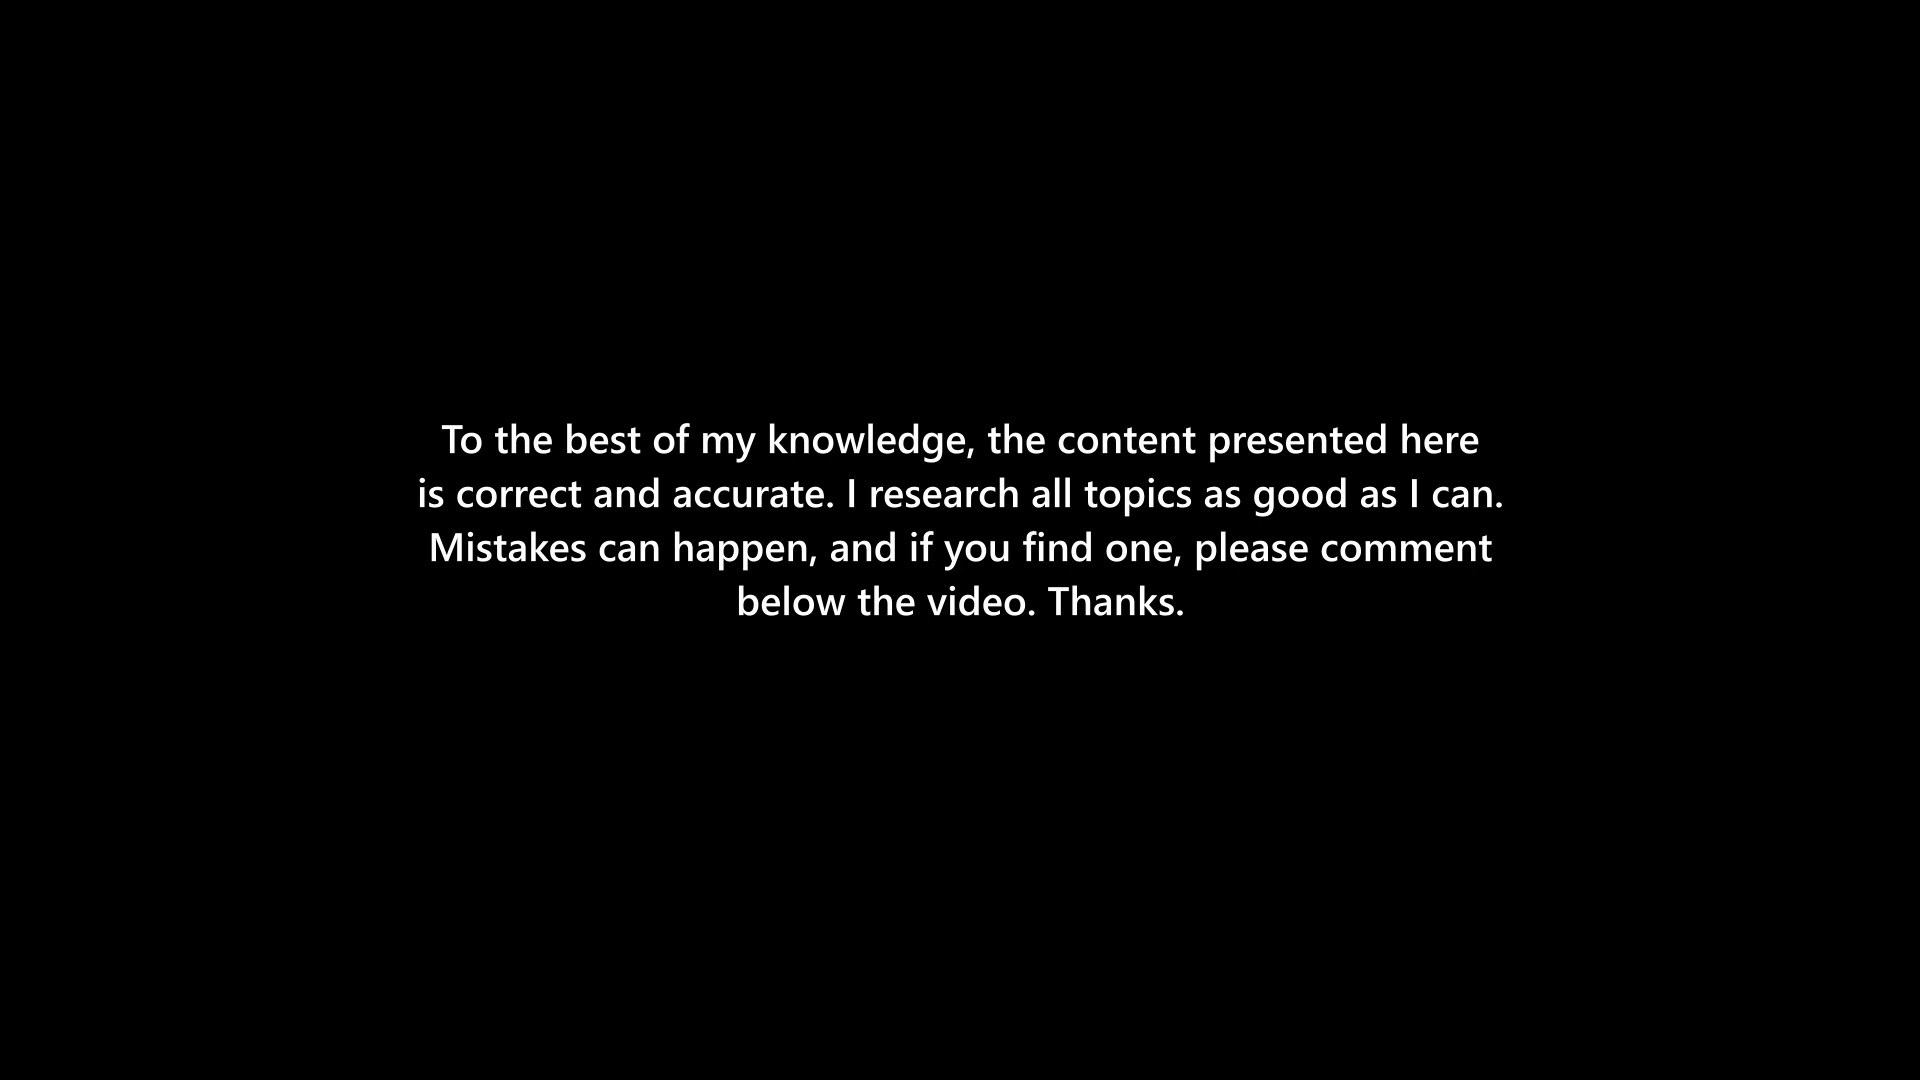 To the best of my knowledge, the content presented here
is correct and accurate. I research all topics as good as I can.
Mistakes can happen, and if you find one, please comment
below the video. Thanks.